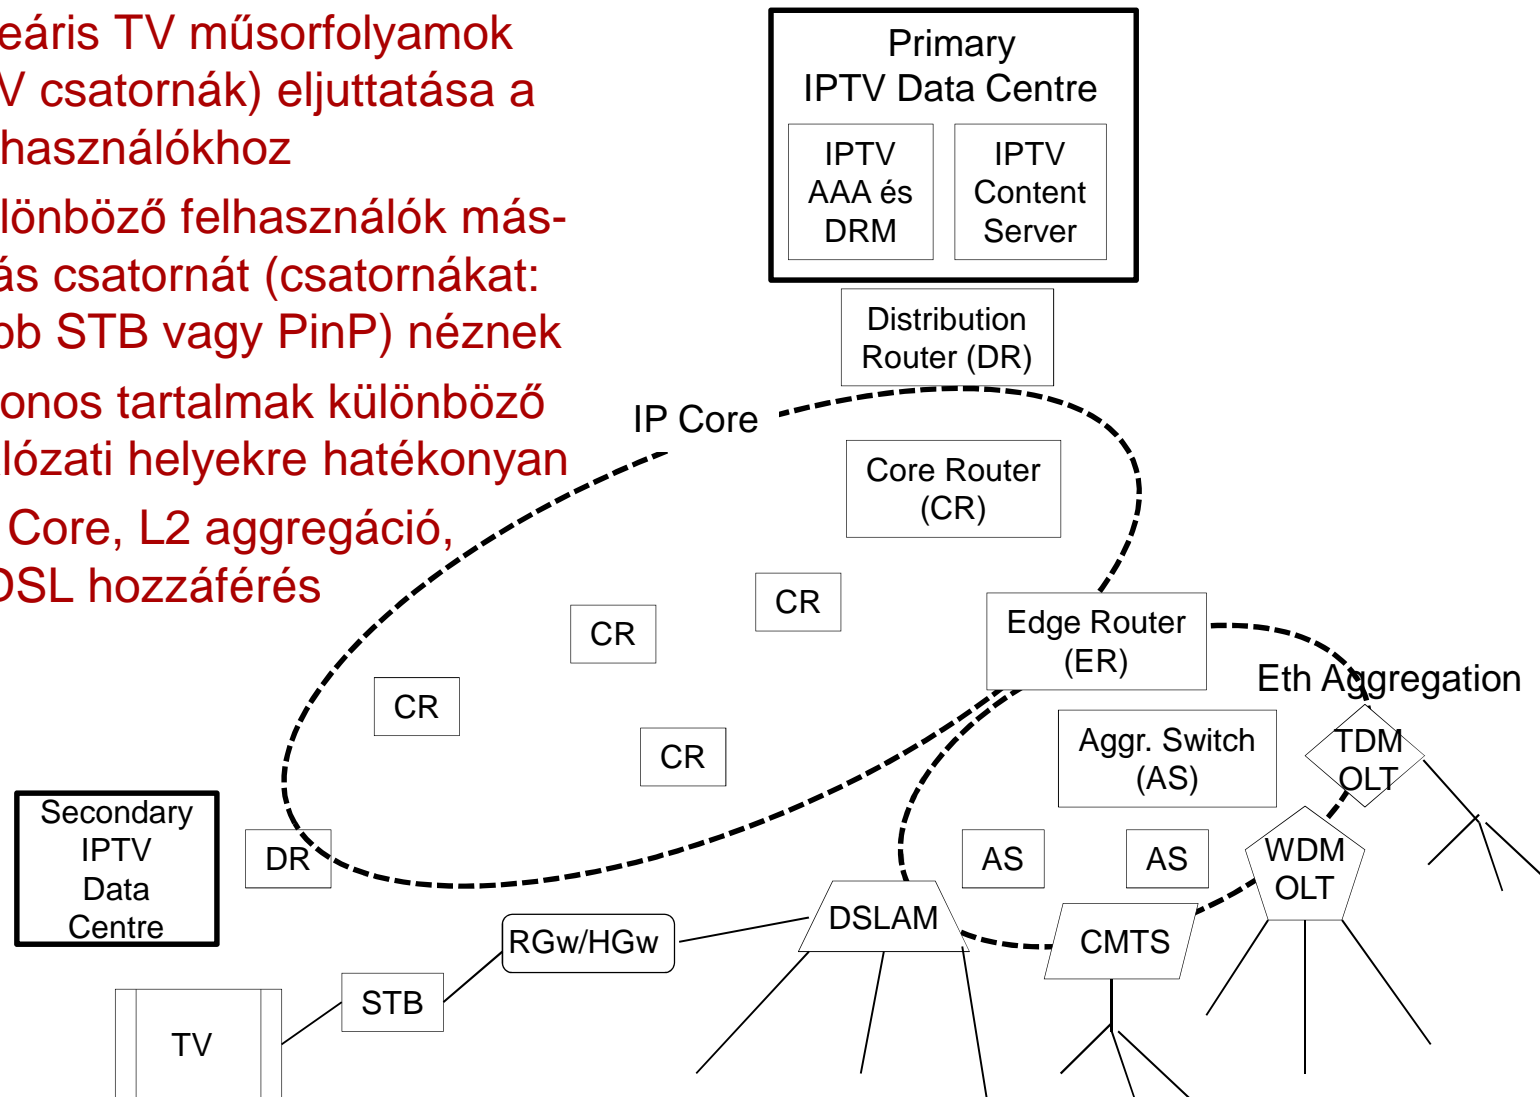 eáris TV műsorfolyamok
V csatornák) eljuttatása a
használókhoz
lönböző felhasználók más-
ás csatornát (csatornákat:
bb STB vagy PinP) néznek
onos tartalmak különböző
lózati helyekre hatékonyan
Core, L2 aggregáció,
DSL hozzáférés
Primary
IPTV Data Centre
IPTV
AAA és
DRM
IPTV
Content
Server
Distribution
Router (DR)
IP Core
Core Router
(CR)
CR
CR
CR
CR
Edge Router
(ER)
Eth Aggregation
Aggr. Switch
(AS)
TDM
OLT
AS
AS
WDM
OLT
Secondary
IPTV
Data
Centre
DR
DSLAM
CMTS
RGw/HGw
STB
TV